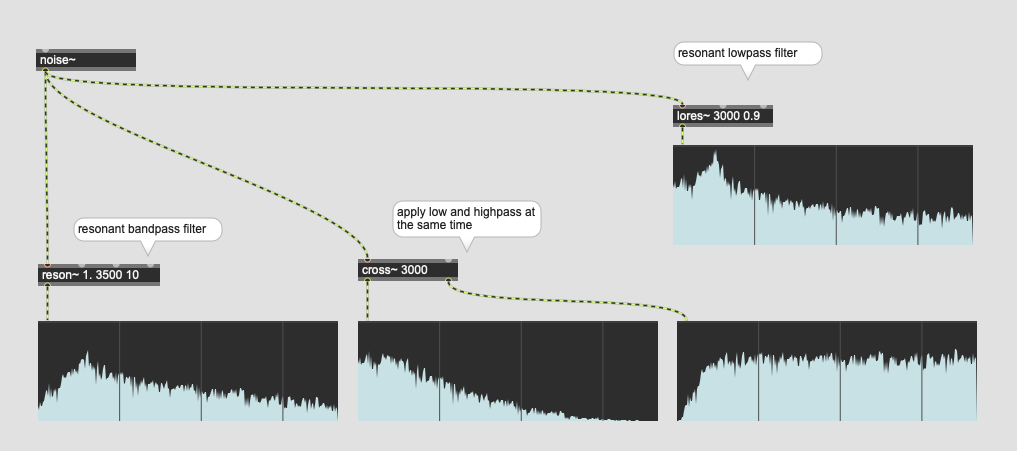 noise~
resonant lowpass filter
lores~ 3000 0.9
apply low and highpass at
the same time
resonant bandpass filter
cross~ 3000
reson~ 1. 3500 10